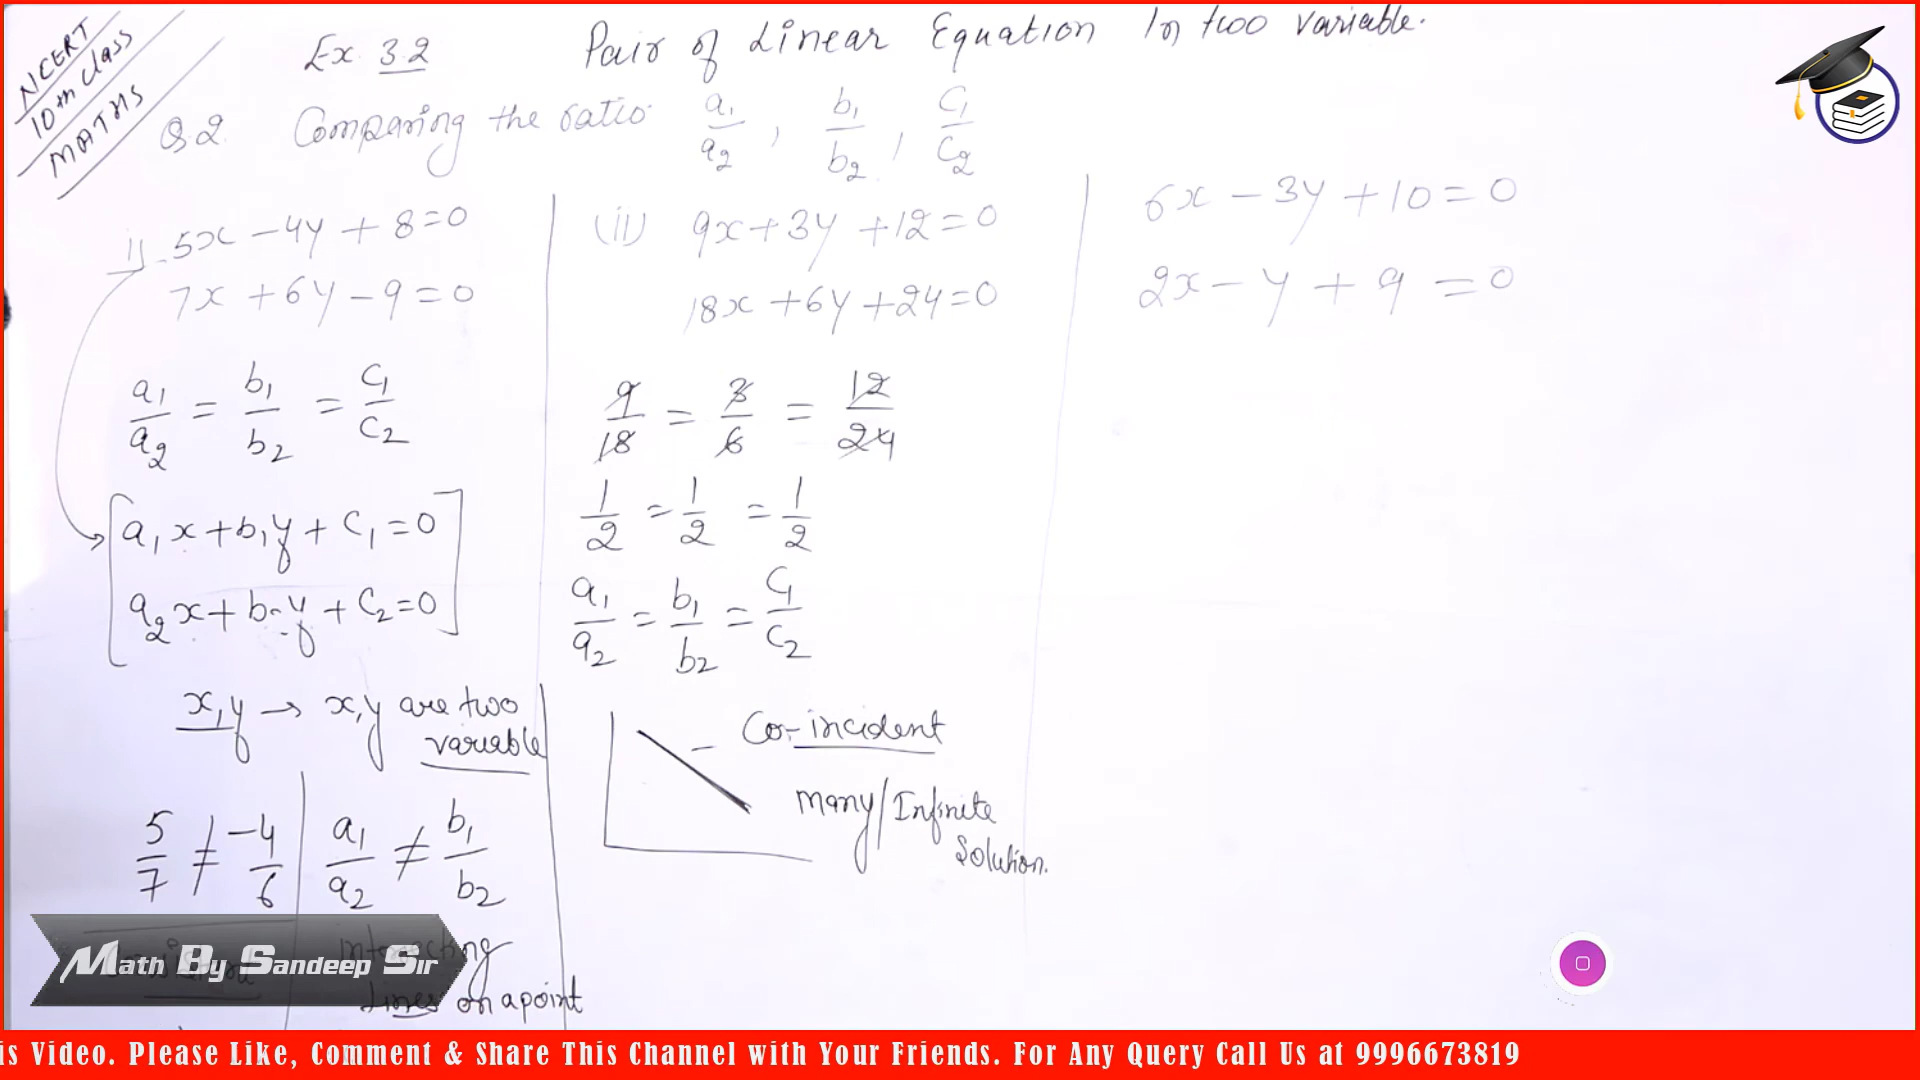 NCERT
10th class
MATHS
Ex. 3.2 Pair of Linear Equation In two variable.
Q.2. Comparing the ratio a1/a2, b1/b2, C1/C2
i) 5x - 4y + 8 = 0
7x + 6y - 9 = 0
a1/a2 = b1/b2 = C1/C2
a1x + b1y + C1 = 0
a2x + b-y + C2 = 0
x, y → x, y are two
variable
5/7 ≠ -4/6
a1/a2 ≠ b1/b2
intersecting
Lines on a point
(ii) 9x + 3y + 12 = 0
18x + 6y + 24 = 0
9/18 = 3/6 = 12/24
1/2 = 1/2 = 1/2
a1/a2 = b1/b2 = C1/C2
Co-incident
Many/Infinite
Solution.
6x - 3y + 10 = 0
2x - y + 9 = 0
Math By Sandeep Sir
is Video. Please Like, Comment & Share This Channel with Your Friends. For Any Query Call Us at 9996673819